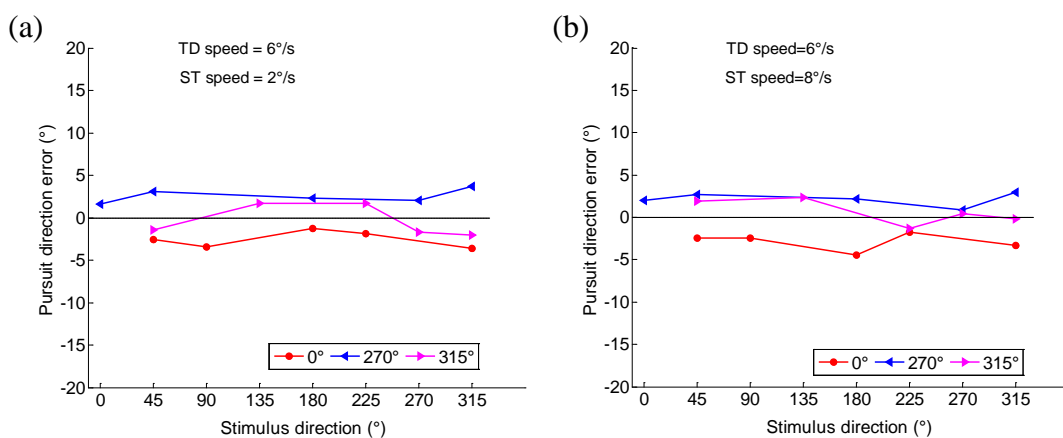 (a)
TD speed = 6°/s
ST speed = 2°/s
Pursuit direction error (°)
20
15
10
5
0
-5
-10
-15
-20
0° 270° 315°
0 45 90 135 180 225 270 315
Stimulus direction (°)
(b)
TD speed=6°/s
ST speed=8°/s
Pursuit direction error (°)
20
15
10
5
0
-5
-10
-15
-20
0° 270° 315°
0 45 90 135 180 225 270 315
Stimulus direction (°)